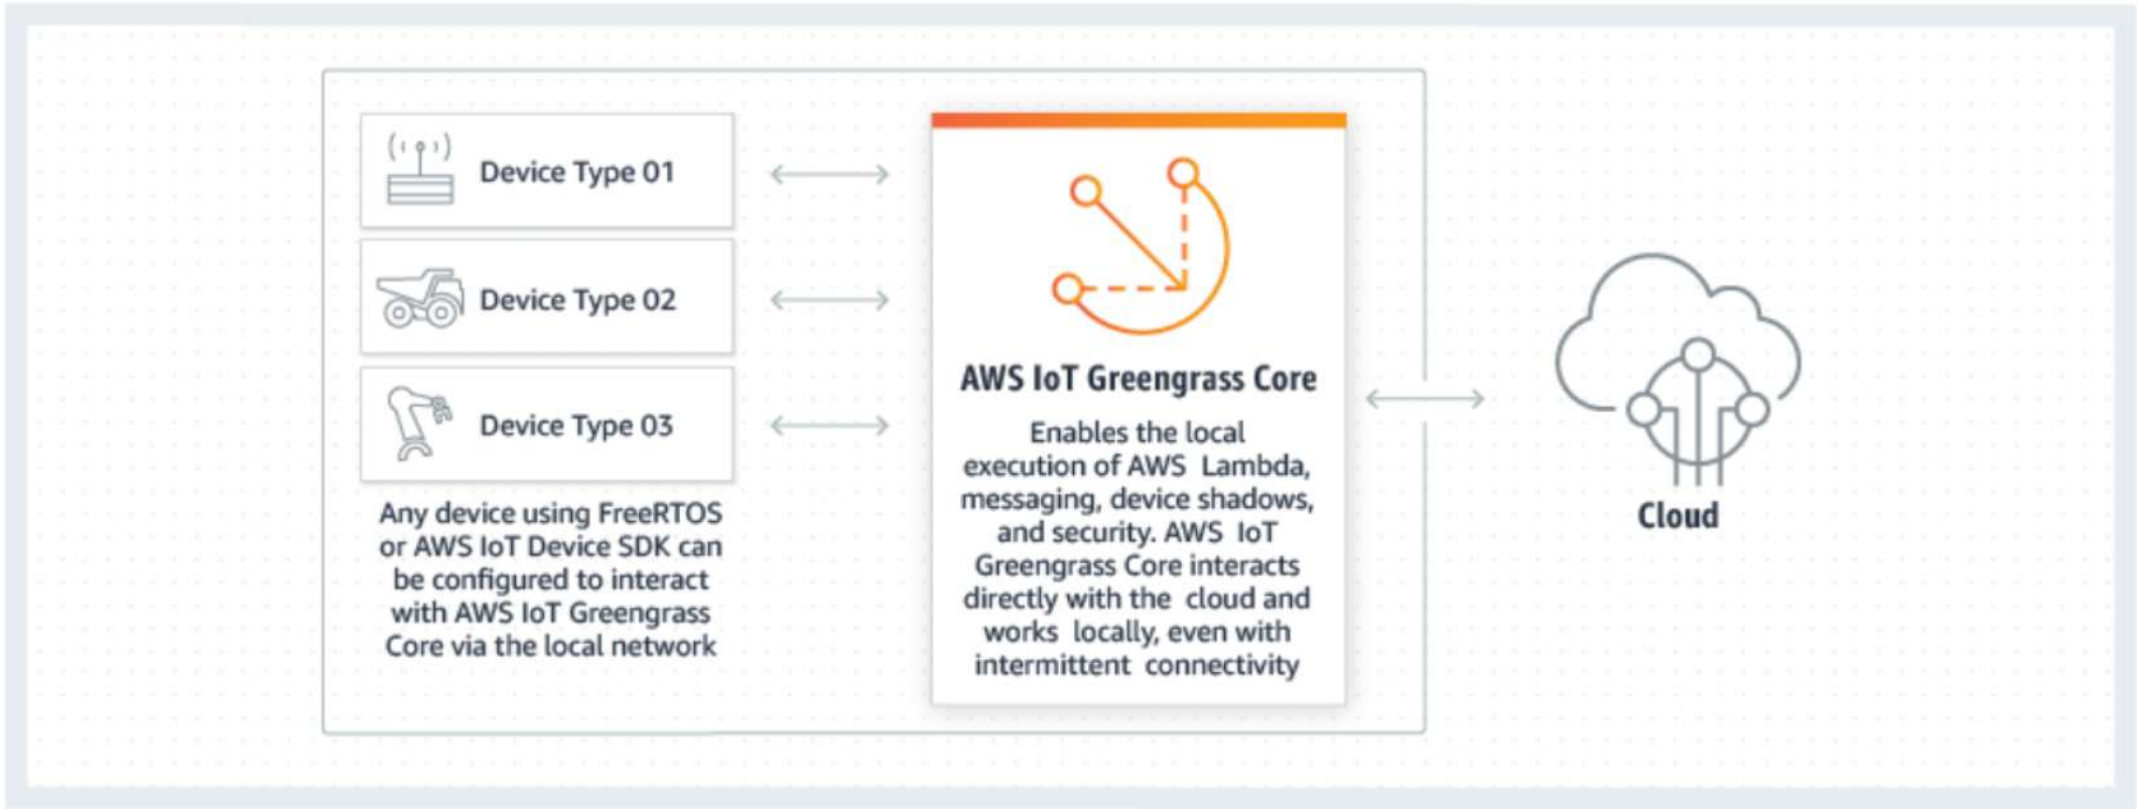 Device Type 01
Device Type 02
Device Type 03
Any device using FreeRTOS
or AWS IoT Device SDK can
be configured to interact
with AWS IoT Greengrass
Core via the local network
AWS IoT Greengrass Core
Enables the local
execution of AWS Lambda,
messaging, device shadows,
and security. AWS IoT
Greengrass Core interacts
directly with the cloud and
works locally, even with
intermittent connectivity
Cloud